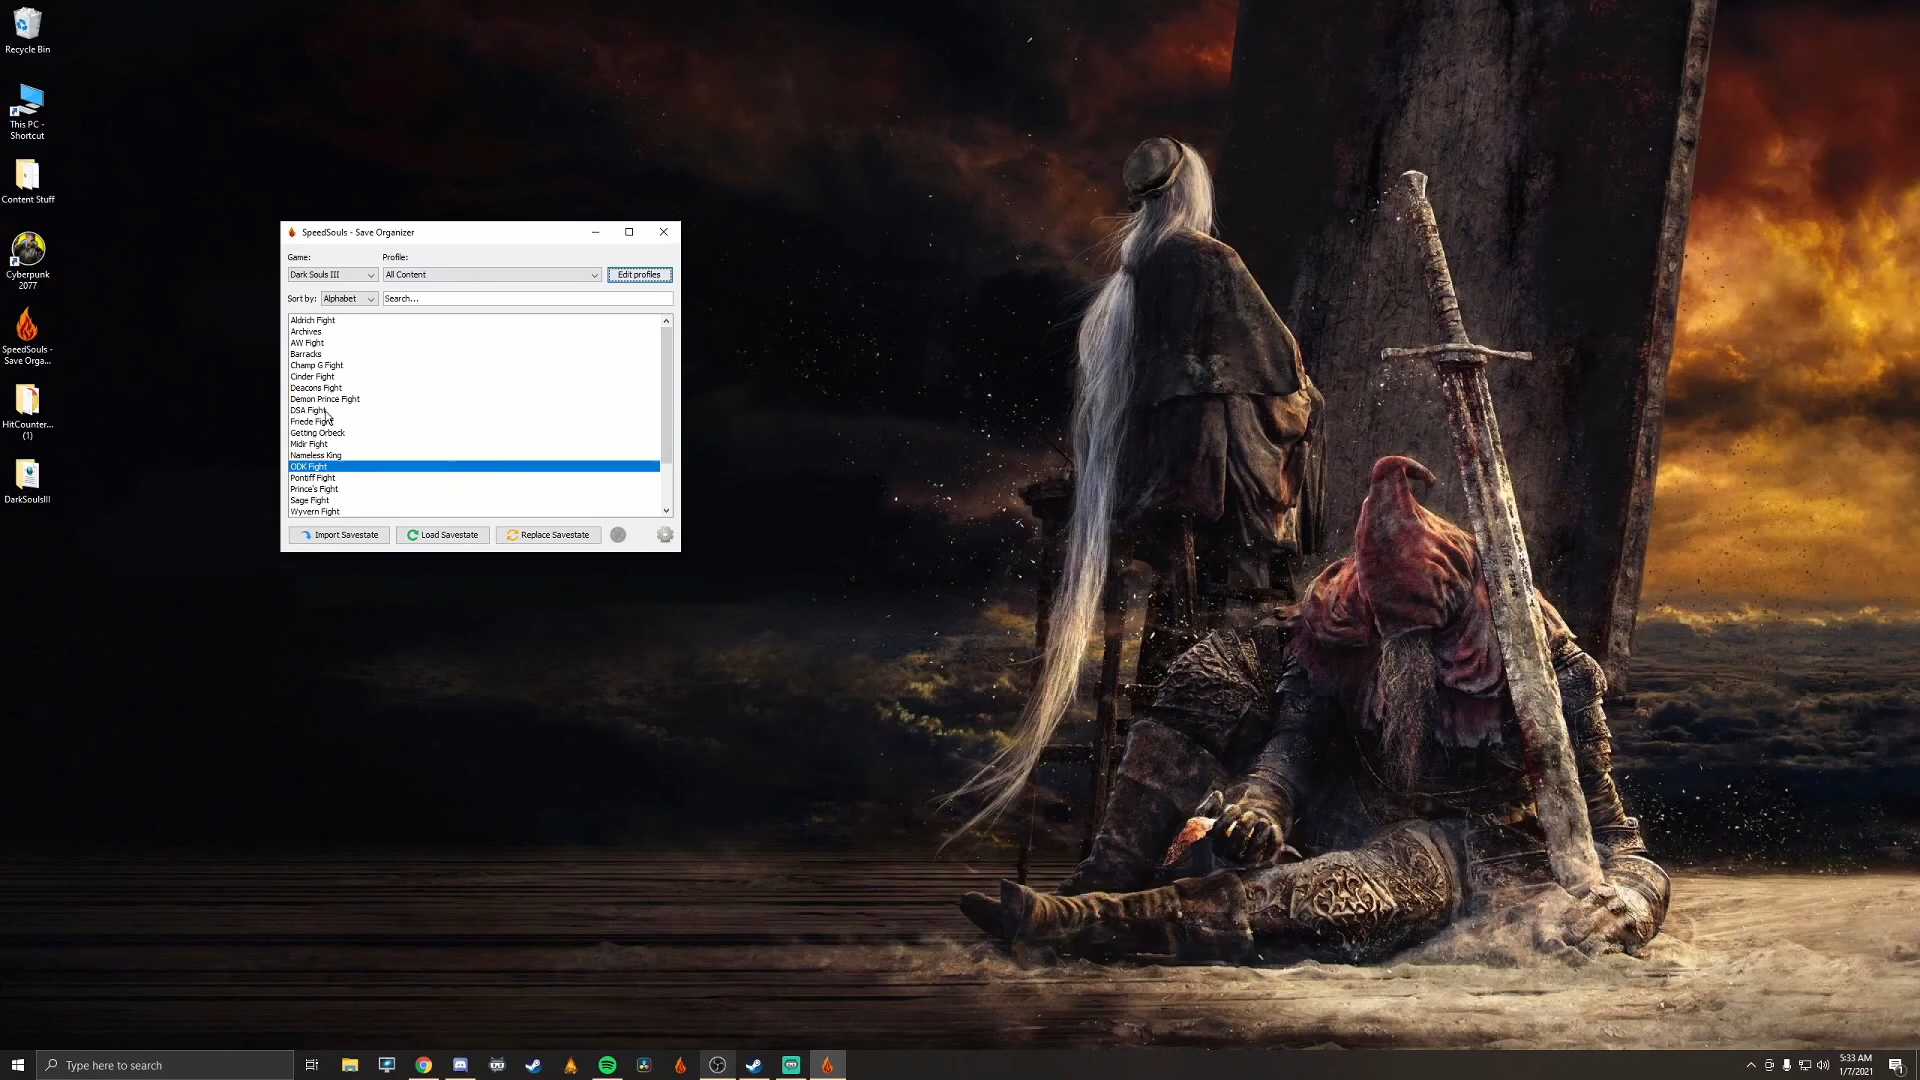 Recycle Bin
This PC -
Shortcut
Content Stuff
Cyberpunk
2077
SpeedSouls -
Save Orga...
HitCounter...
(1)
DarkSoulsIII
SpeedSouls - Save Organizer
Game:
Profile:
Dark Souls III
All Content
Edit profiles
Sort by:
Alphabet
Search...
Aldrich Fight
Archives
AW Fight
Barracks
Champ G Fight
Cinder Fight
Deacons Fight
Demon Prince Fight
DSA Fight
Friede Fight
Getting Orbeck
Midir Fight
Nameless King
ODK Fight
Pontiff Fight
Prince's Fight
Sage Fight
Wyvern Fight
Import Savestate
Load Savestate
Replace Savestate
Type here to search
5:33 AM
1/7/2021
1